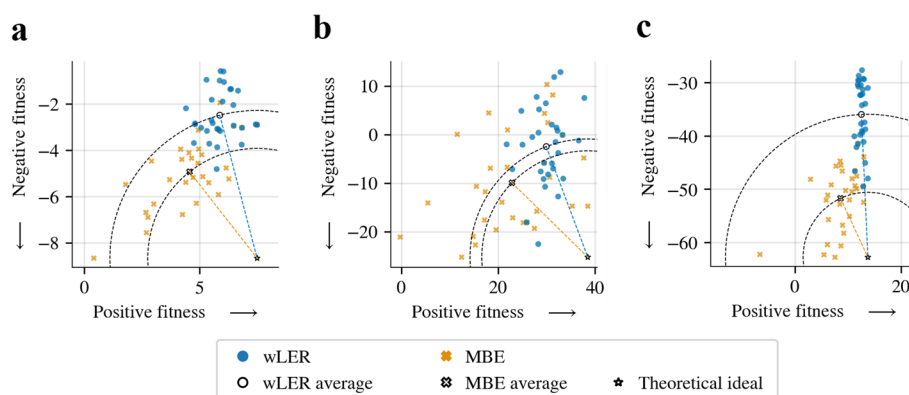 a
b
c
−2
−4
−6
−8
Negative fitness
0
5
Positive fitness
10
0
−10
−20
Negative fitness
0
20
40
Positive fitness
−30
−40
−50
−60
Negative fitness
0
20
Positive fitness
wLER
MBE
wLER average
MBE average
Theoretical ideal